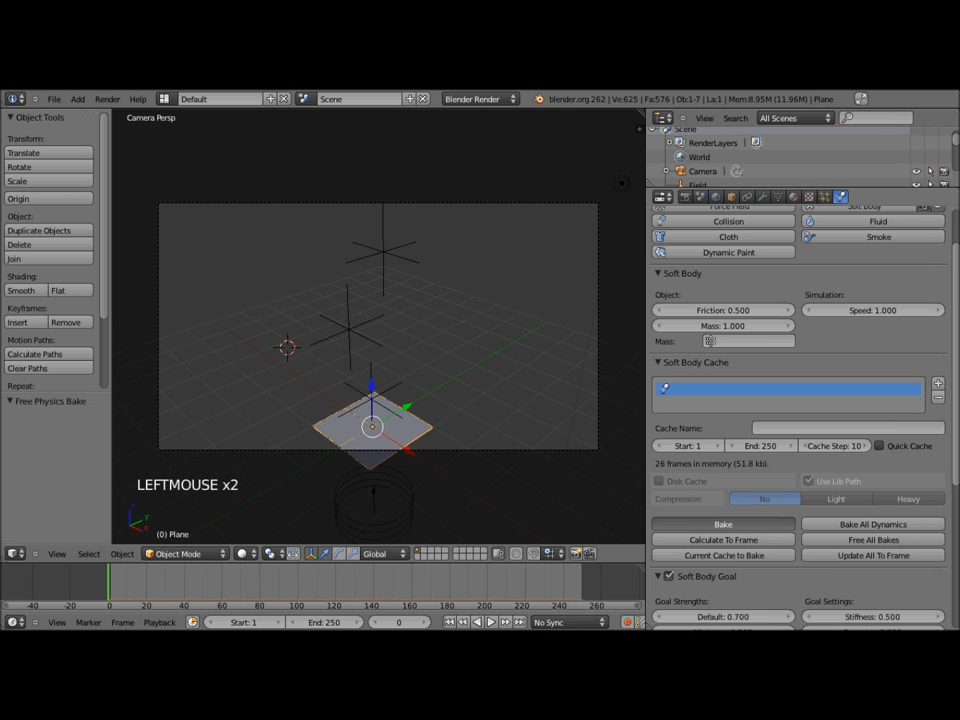 File Add Render Help Default Scene Blender Render blender.org 262 | Ve:625 | Fa:576 | Ob:1-7 | La:1 | Mem:8.95M (11.96M) | Plane
Object Tools
Transform:
Translate
Rotate
Scale
Origin
Object:
Duplicate Objects
Delete
Join
Shading:
Smooth Flat
Keyframes:
Insert Remove
Motion Paths:
Calculate Paths
Clear Paths
Repeat:
Free Physics Bake
Camera Persp
LEFTMOUSE x2
(0) Plane
View Select Object Object Mode Global
View Search All Scenes
Scene
RenderLayers
World
Camera
Field
Force Field Soft Body
Collision Fluid
Cloth Smoke
Dynamic Paint
Soft Body
Object: Simulation:
Friction: 0.500 Speed: 1.000
Mass: 1.000
Mass:
Soft Body Cache
Cache Name:
Start: 1 End: 250 Cache Step: 10 Quick Cache
26 frames in memory (51.8 kb).
Disk Cache Use Lib Path
Compression: No Light Heavy
Bake Bake All Dynamics
Calculate To Frame Free All Bakes
Current Cache to Bake Update All To Frame
Soft Body Goal
Goal Strengths: Goal Settings:
Default: 0.700 Stiffness: 0.500
-40 -20 0 20 40 60 80 100 120 140 160 180 200 220 240 260
View Marker Frame Playback Start: 1 End: 250 0 No Sync